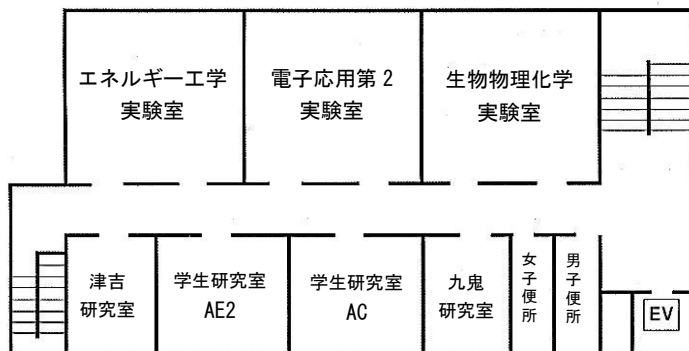 エネルギー工学
実験室
電子応用第２
実験室
生物物理化学
実験室
津吉
研究室
学生研究室
AE2
学生研究室
AC
九鬼
研究室
女子便所
男子便所
EV